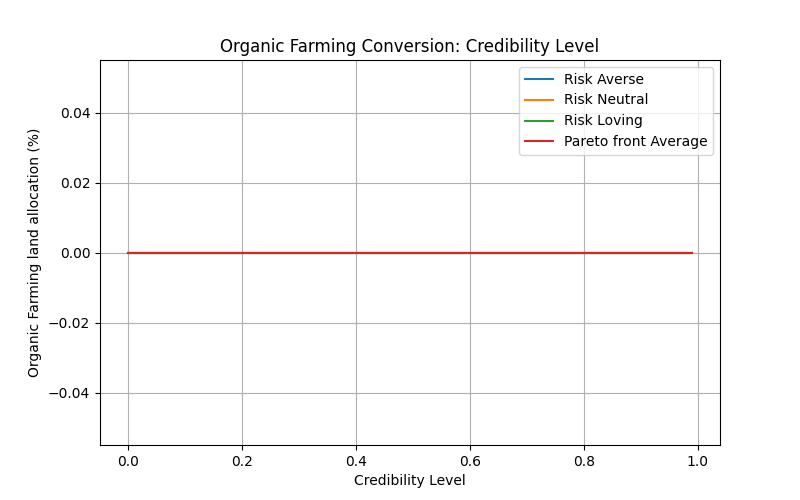 Organic Farming Conversion: Credibility Level
Risk Averse
Risk Neutral
Risk Loving
Pareto front Average
Organic Farming land allocation (%)
0.04
0.02
0.00
−0.02
−0.04
0.0 0.2 0.4 0.6 0.8 1.0
Credibility Level